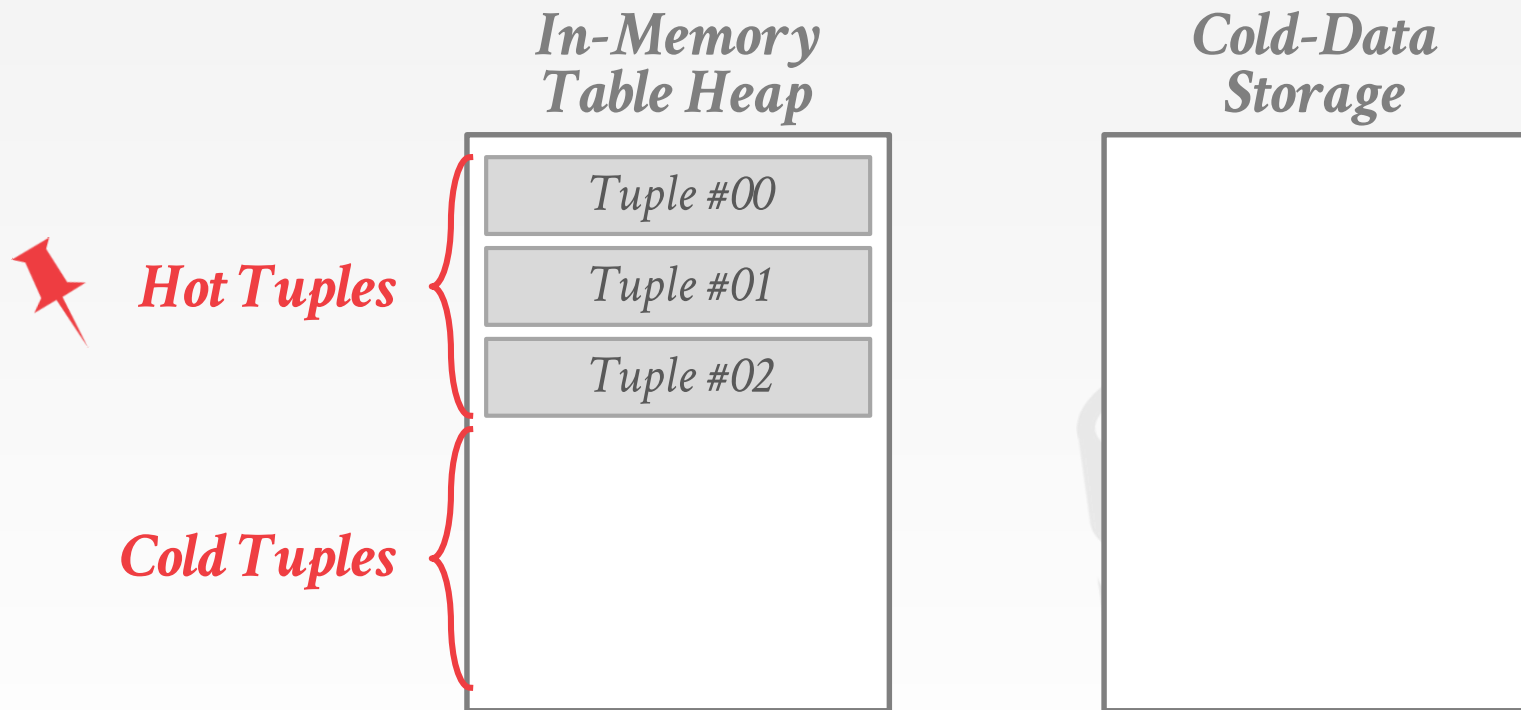 In-Memory
Table Heap
Cold-Data
Storage
Tuple #00
Tuple #01
Tuple #02
Hot Tuples
Cold Tuples